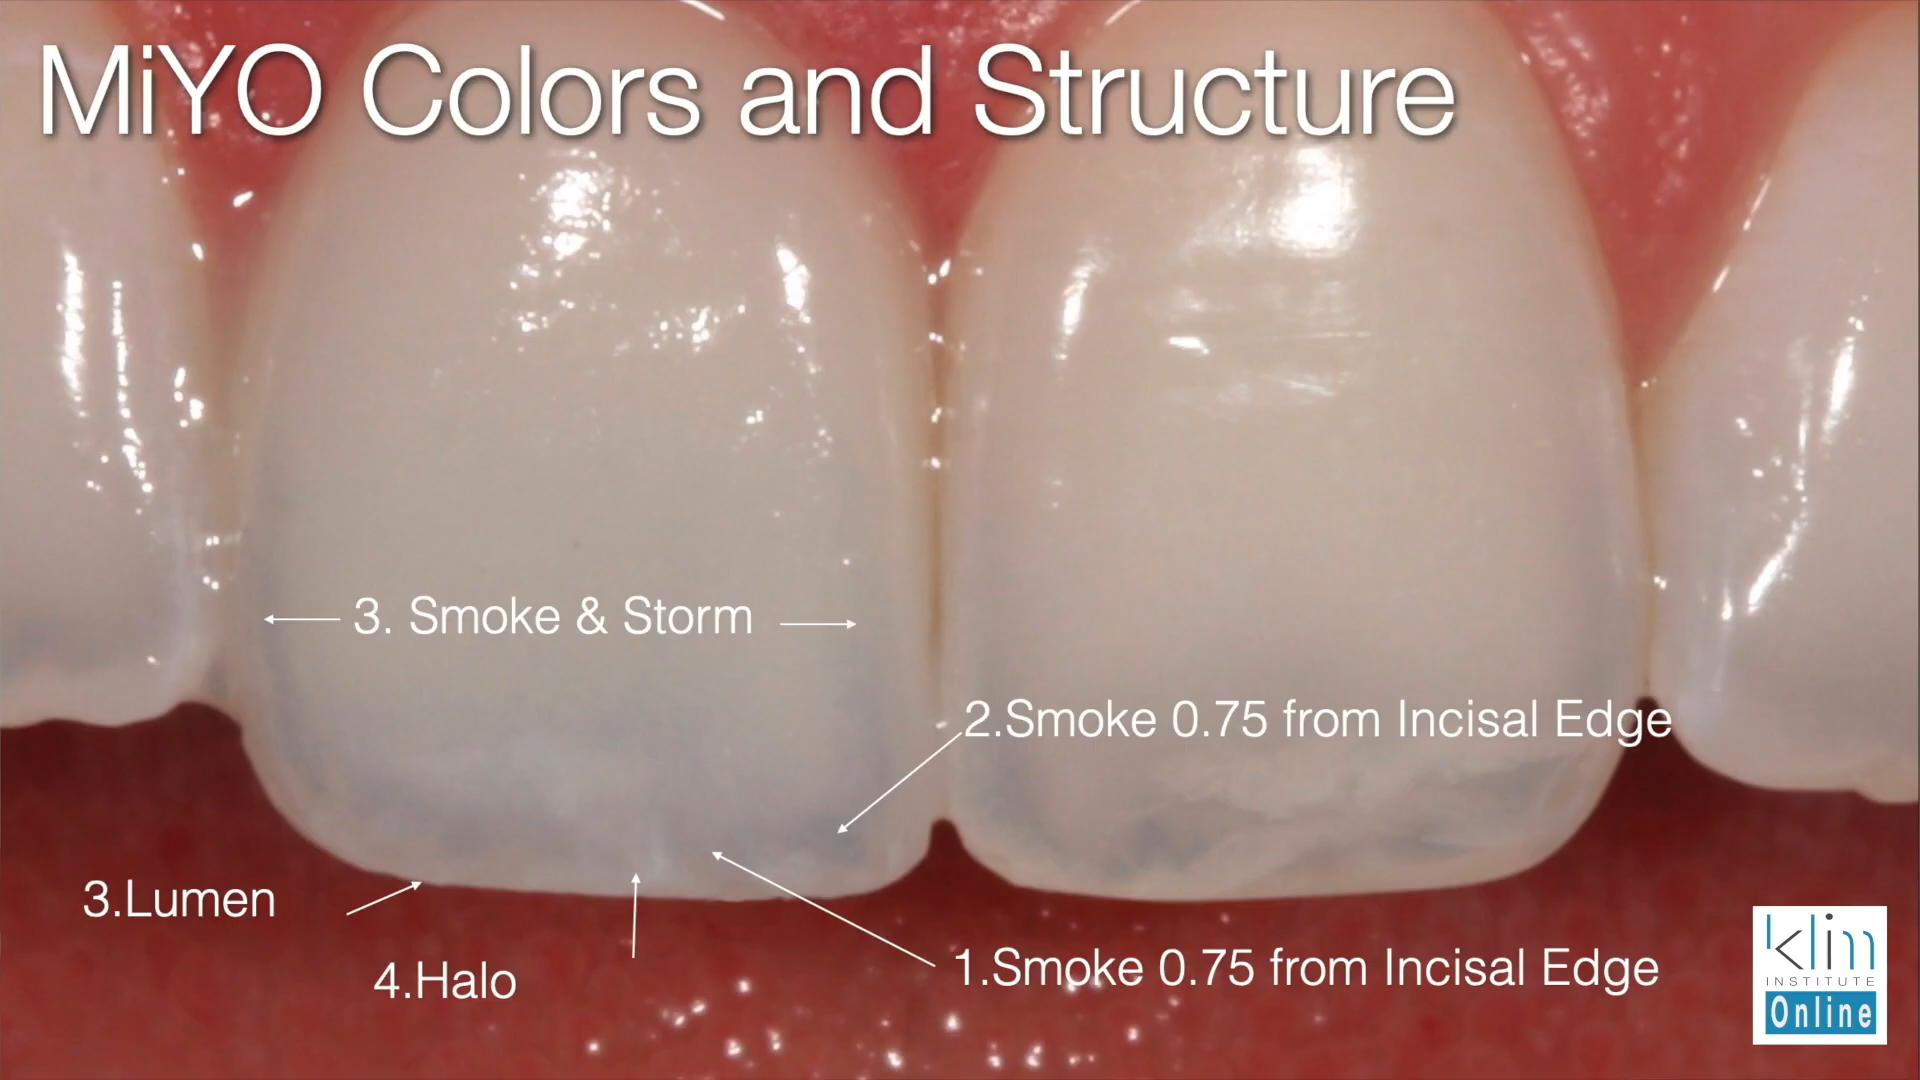 MiYO Colors and Structure
3. Smoke & Storm
2.Smoke 0.75 from Incisal Edge
3.Lumen
4.Halo
1.Smoke 0.75 from Incisal Edge
klim
INSTITUTE
Online